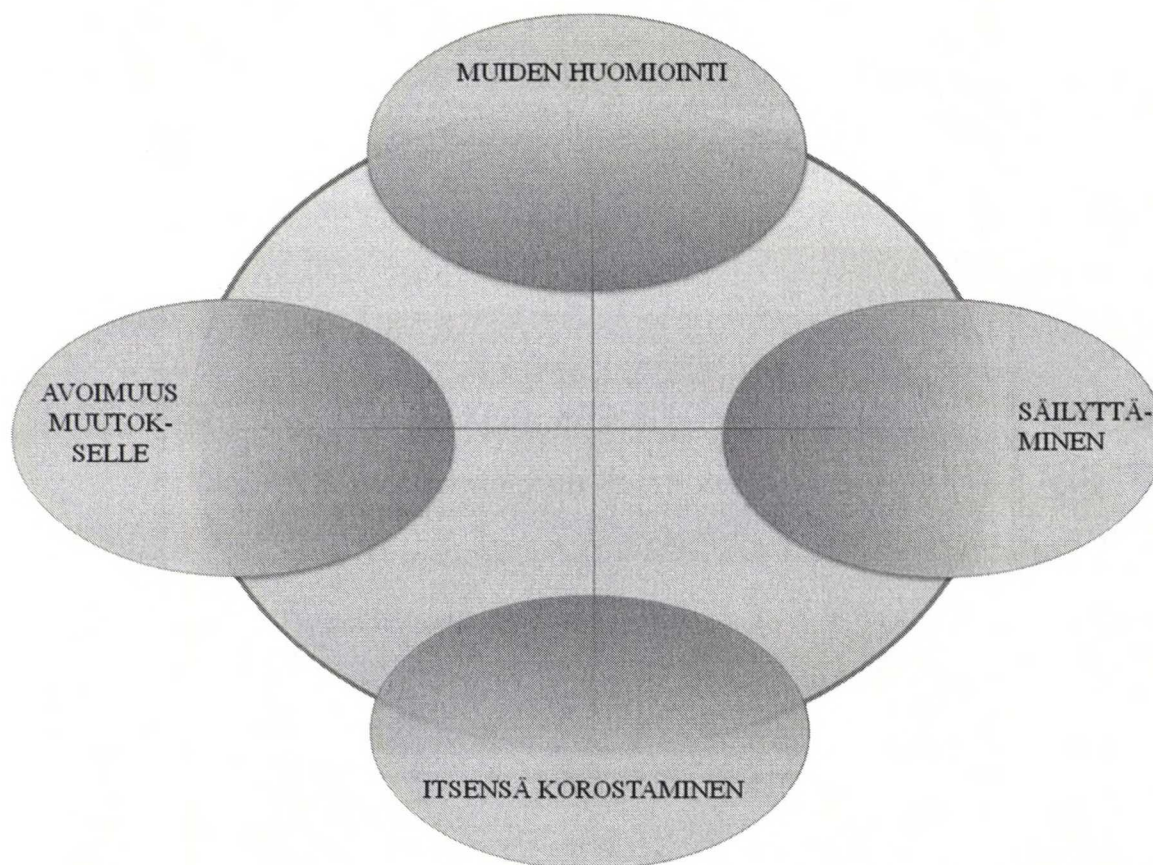 MUIDEN HUOMIOINTI
AVOIMUUS
MUUTOK-
SELLE
SÄILYTTÄ-
MINEN
ITSENSÄ KOROSTAMINEN